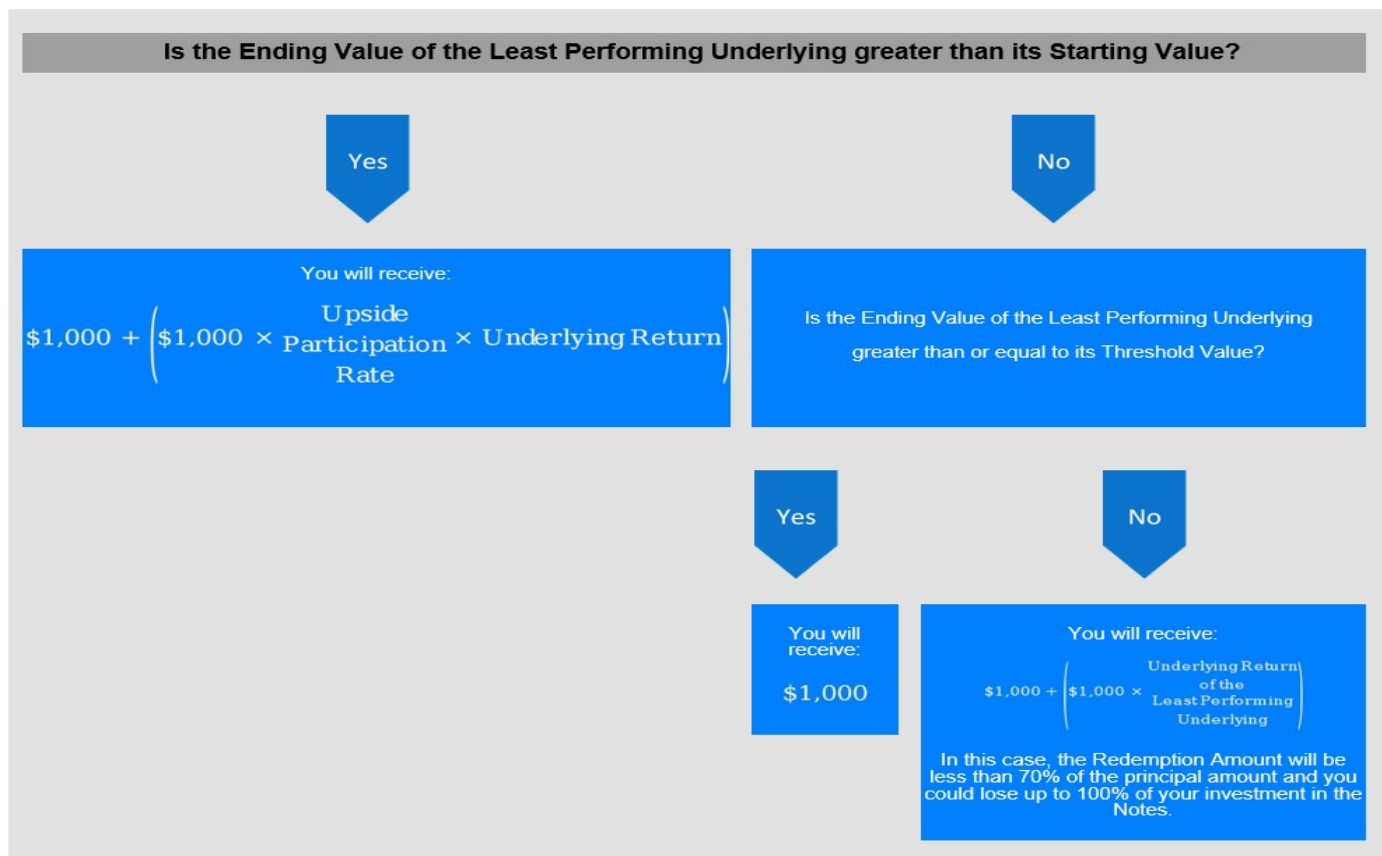 Is the Ending Value of the Least Performing Underlying greater than its Starting Value?
Yes
No
You will receive:
$1,000 + ($1,000 × Upside Participation Rate × Underlying Return)
Is the Ending Value of the Least Performing Underlying
greater than or equal to its Threshold Value?
Yes
No
You will
receive:
$1,000
You will receive:
$1,000 + ($1,000 × Underlying Return of the Least Performing Underlying)
In this case, the Redemption Amount will be
less than 70% of the principal amount and you
could lose up to 100% of your investment in the
Notes.